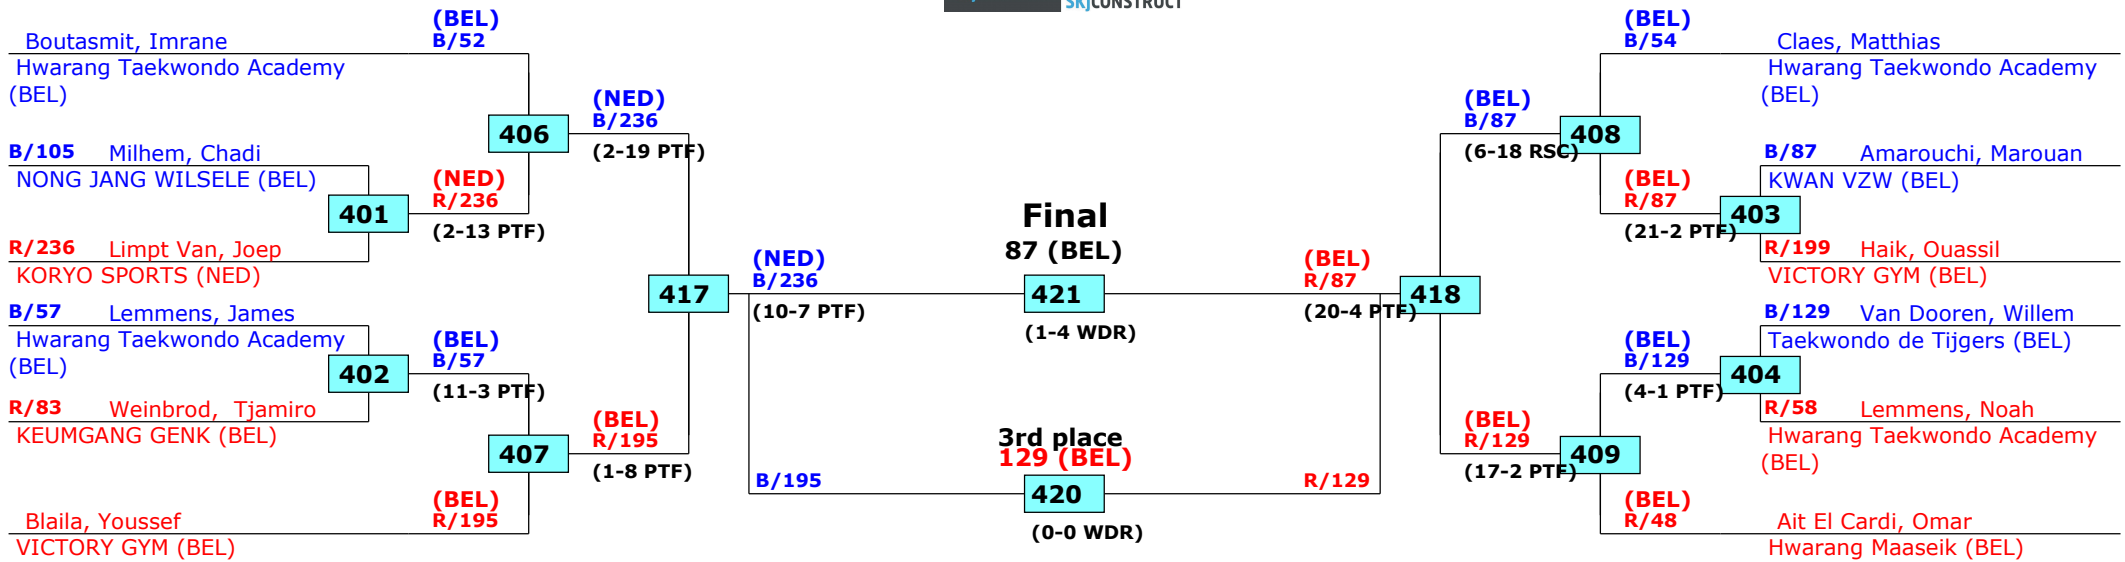 SKJCONSTRUCT
(BEL)
Boutasmit, Imrane
B/52
Hwarang Taekwondo Academy
(BEL)
406
(NED)
B/236
(2-19 PTF)
B/105 Milhem, Chadi
NONG JANG WILSELE (BEL)
401
(NED)
R/236
(2-13 PTF)
R/236 Limpt Van, Joep
KORYO SPORTS (NED)
417
(NED)
B/236
(10-7 PTF)
B/57 Lemmens, James
Hwarang Taekwondo Academy
(BEL)
402
(BEL)
B/57
(11-3 PTF)
R/83 Weinbrod, Tjamiro
KEUMGANG GENK (BEL)
407
(BEL)
R/195
(1-8 PTF)
(BEL)
Blaila, Youssef
R/195
VICTORY GYM (BEL)
Final
87 (BEL)
421
(1-4 WDR)
3rd place
129 (BEL)
B/195
420
R/129
(0-0 WDR)
(BEL)
R/87
(20-4 PTF)
418
(BEL)
B/87
(6-18 RSC)
408
(BEL)
B/54
Claes, Matthias
Hwarang Taekwondo Academy
(BEL)
B/87 Amarouchi, Marouan
KWAN VZW (BEL)
(BEL)
R/87
(21-2 PTF)
403
R/199 Haik, Ouassil
VICTORY GYM (BEL)
B/129 Van Dooren, Willem
Taekwondo de Tijgers (BEL)
(BEL)
B/129
(4-1 PTF)
404
R/58 Lemmens, Noah
Hwarang Taekwondo Academy
(BEL)
(BEL)
R/129
(17-2 PTF)
409
(BEL)
R/48
Ait El Cardi, Omar
Hwarang Maaseik (BEL)